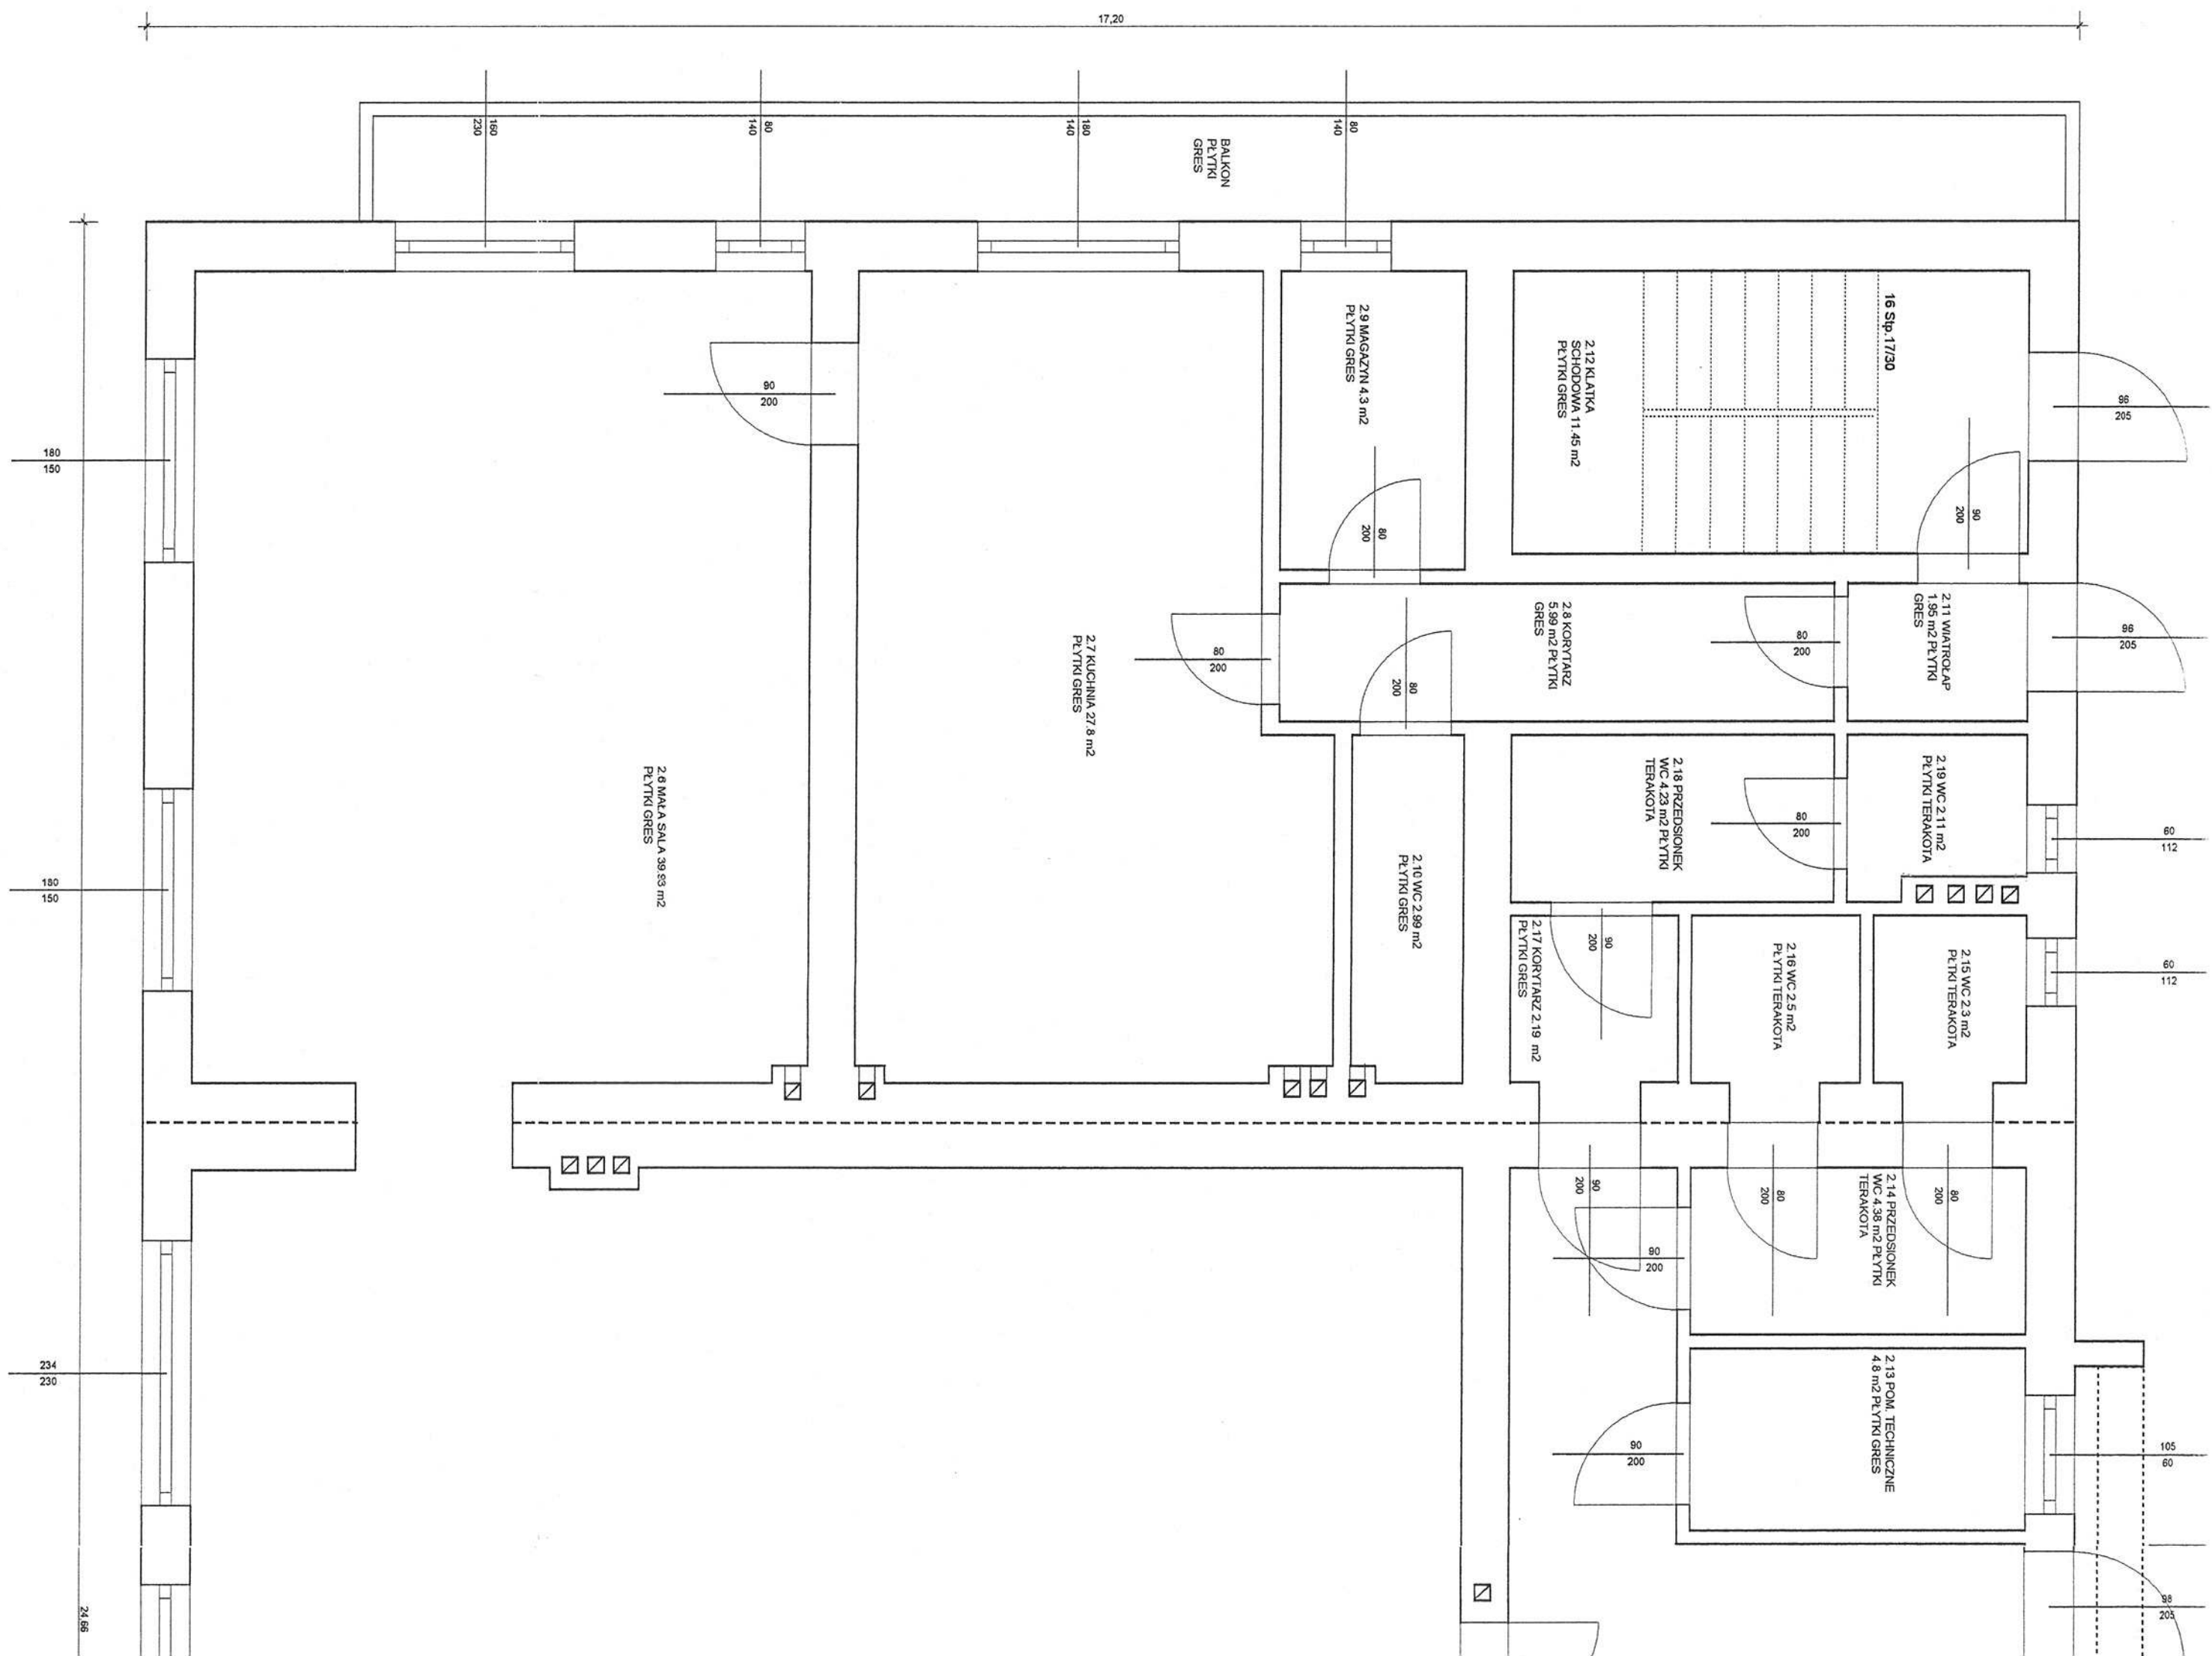 17,20
160
230
80
140
180
140
80
140
BALKON
PŁYTKI
GRES
16 Stp.17/30
2.12 KLATKA
SCHODOWA 11.45 m2
PŁYTKI GRES
2.9 MAGAZYN 4.3 m2
PŁYTKI GRES
90
200
98
205
180
150
80
200
90
200
2.8 KORYTARZ
5.99 m2 PŁYTKI
GRES
2.11 WIATROŁAP
1.95 m2 PŁYTKI
GRES
98
205
80
200
80
200
80
200
2.7 KUCHNIA 27.8 m2
PŁYTKI GRES
2.6 MAŁA SALA 39.93 m2
PŁYTKI GRES
2.18 PRZEDSIONEK
WC 4.23 m2 PŁYTKI
TERAKOTA
80
200
2.19 WC 2.11 m2
PŁYTKI TERAKOTA
60
112
180
150
2.10 WC 2.99 m2
PŁYTKI GRES
2.17 KORYTARZ 2.19 m2
PŁYTKI GRES
90
200
2.16 WC 2.5 m2
PŁYTKI TERAKOTA
2.15 WC 2.3 m2
PŁTKI TERAKOTA
60
112
90
200
80
200
80
200
2.14 PRZEDSIONEK
WC 4.38 m2 PŁYTKI
TERAKOTA
90
200
234
230
2.13 POM. TECHNICZNE
4.8 m2 PŁYTKI GRES
90
200
105
60
98
205
24,66